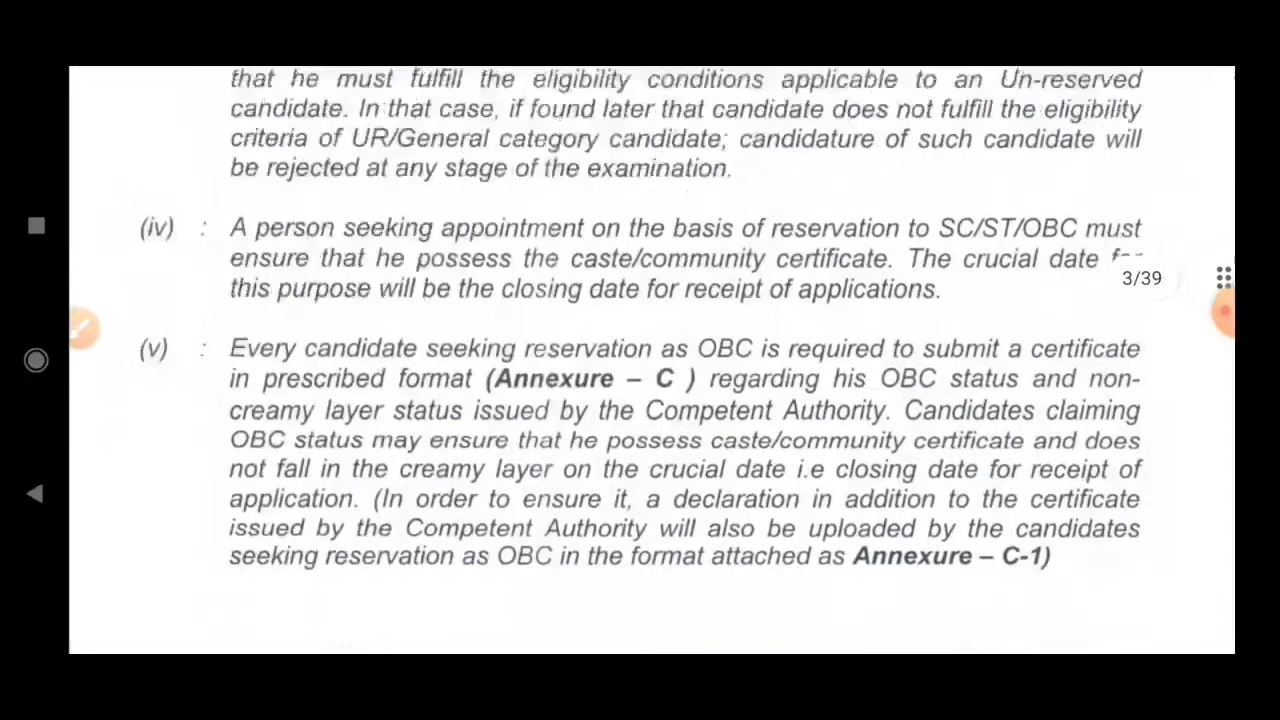 that he must fulfill the eligibility conditions applicable to an Un-reserved
candidate. In that case, if found later that candidate does not fulfill the eligibility
criteria of UR/General category candidate; candidature of such candidate will
be rejected at any stage of the examination.
(iv) : A person seeking appointment on the basis of reservation to SC/ST/OBC must
ensure that he possess the caste/community certificate. The crucial date
3/39
this purpose will be the closing date for receipt of applications.
(v) : Every candidate seeking reservation as OBC is required to submit a certificate
in prescribed format (Annexure – C ) regarding his OBC status and non-
creamy layer status issued by the Competent Authority. Candidates claiming
OBC status may ensure that he possess caste/community certificate and does
not fall in the creamy layer on the crucial date i.e closing date for receipt of
application. (In order to ensure it, a declaration in addition to the certificate
issued by the Competent Authority will also be uploaded by the candidates
seeking reservation as OBC in the format attached as Annexure – C-1)